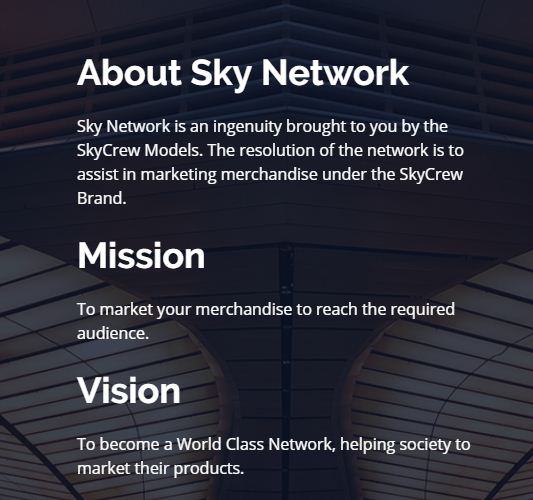 About Sky Network
Sky Network is an ingenuity brought to you by the
SkyCrew Models. The resolution of the network is to
assist in marketing merchandise under the SkyCrew
Brand.
Mission
To market your merchandise to reach the required
audience.
Vision
To become a World Class Network, helping society to
market their products.